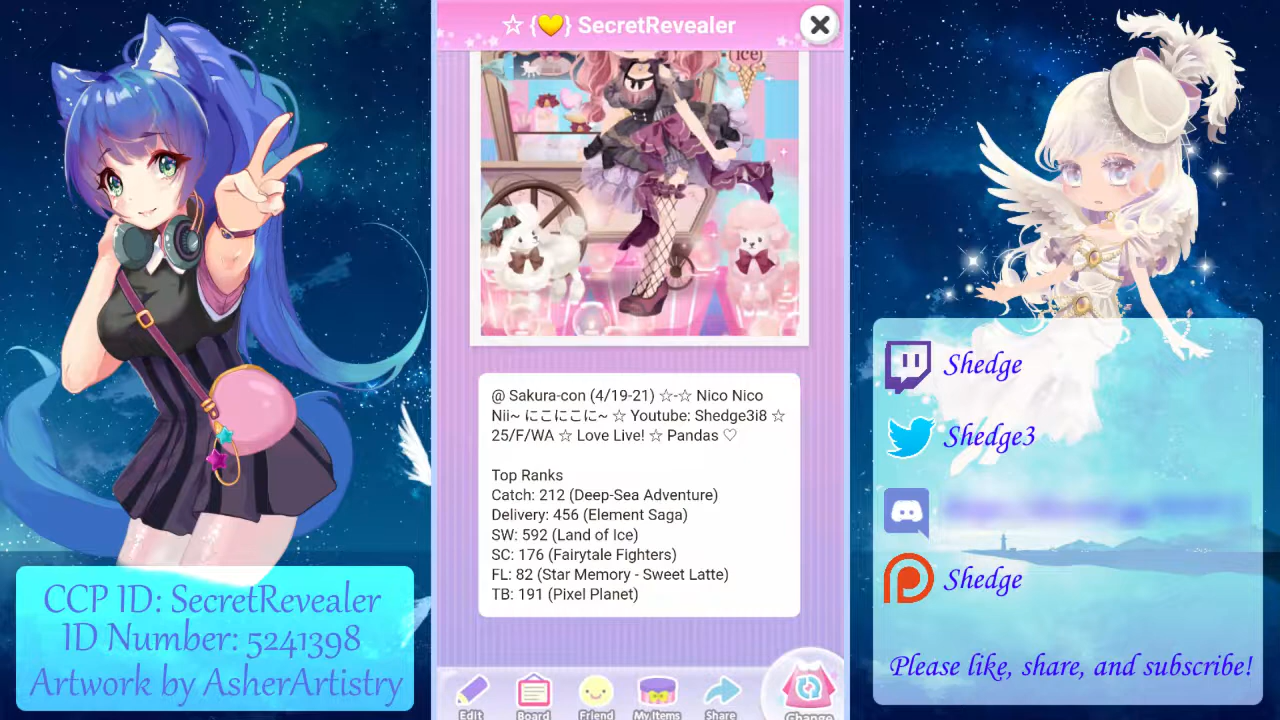 ☆ {💛} SecretRevealer
(ice)
@ Sakura-con (4/19-21) ☆-☆ Nico Nico
Nii~ にこにこに~ ☆ Youtube: Shedge3i8 ☆
25/F/WA ☆ Love Live! ☆ Pandas ♡
Top Ranks
Catch: 212 (Deep-Sea Adventure)
Delivery: 456 (Element Saga)
SW: 592 (Land of Ice)
SC: 176 (Fairytale Fighters)
FL: 82 (Star Memory - Sweet Latte)
TB: 191 (Pixel Planet)
Edit
Board
Friend
My Items
Share
Change
CCP ID: SecretRevealer
ID Number: 5241398
Artwork by AsherArtistry
Shedge
Shedge3
Shedge
Please like, share, and subscribe!